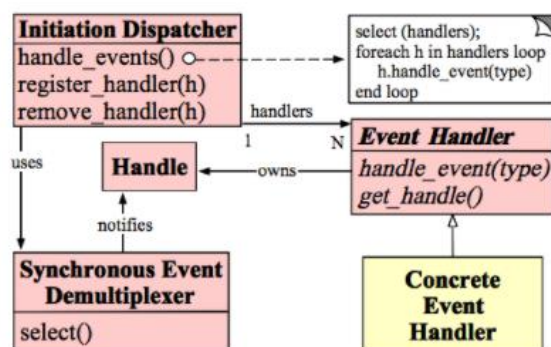 Initiation Dispatcher
handle_events()
register_handler(h)
remove_handler(h)
select (handlers);
foreach h in handlers loop
h.handle_event(type)
end loop
handlers
1
N
Event Handler
handle_event(type)
get_handle()
uses
Handle
owns
notifies
Synchronous Event
Demultiplexer
select()
Concrete
Event
Handler